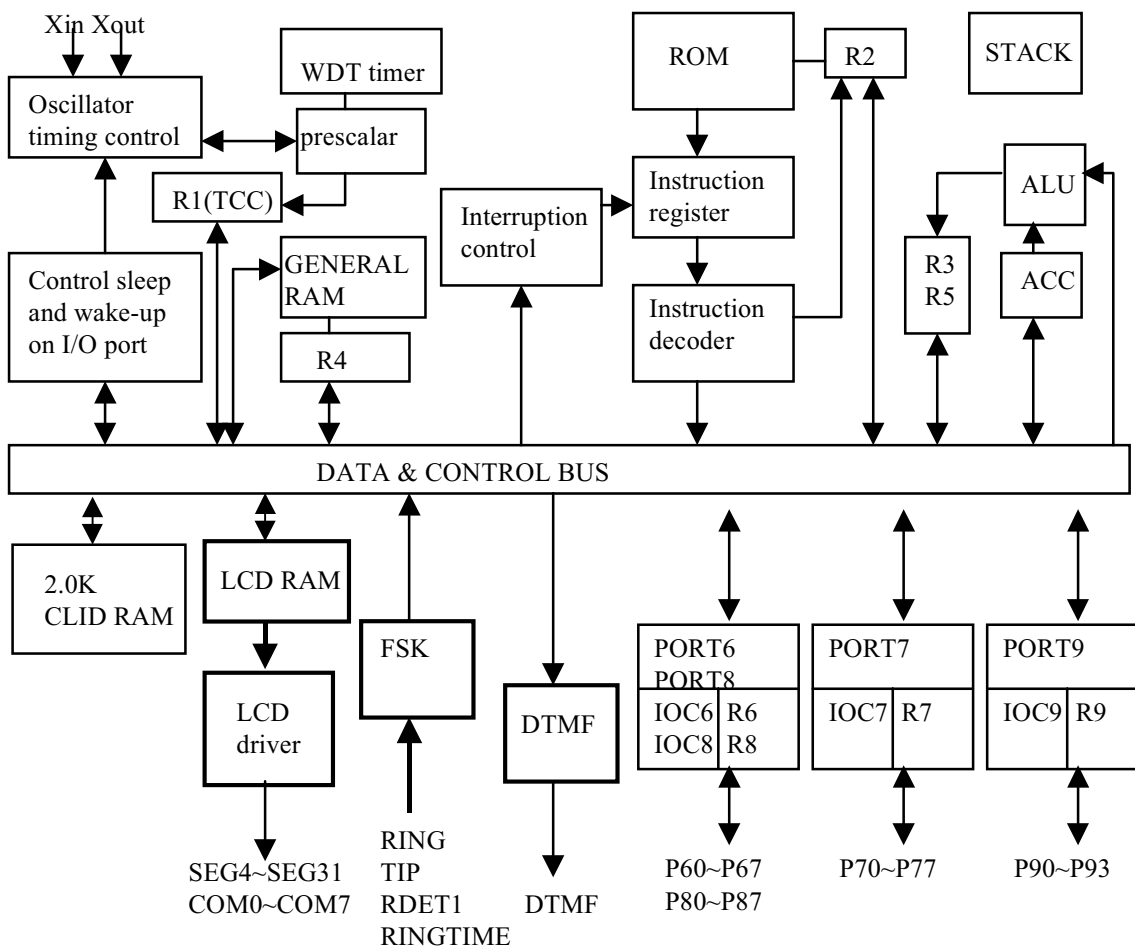 Xin Xout
WDT timer
ROM
R2
STACK
Oscillator
timing control
prescalar
R1(TCC)
Interruption
control
Instruction
register
ALU
Control sleep
and wake-up
on I/O port
GENERAL
RAM
R4
Instruction
decoder
R3
R5
ACC
DATA & CONTROL BUS
2.0K
CLID RAM
LCD RAM
LCD
driver
FSK
DTMF
PORT6
PORT8
IOC6
IOC8
R6
R8
PORT7
IOC7
R7
PORT9
IOC9
R9
SEG4~SEG31
COM0~COM7
RING
TIP
RDET1
RINGTIME
DTMF
P60~P67
P80~P87
P70~P77
P90~P93